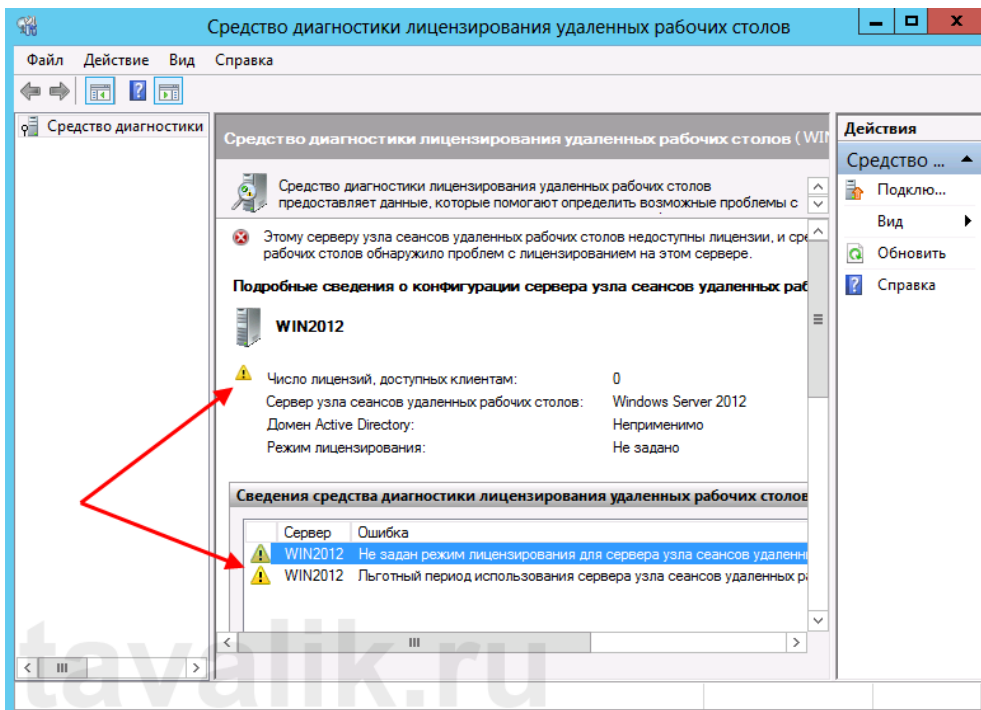 Средство диагностики лицензирования удаленных рабочих столов
Файл Действие Вид Справка
Средство диагностики
Средство диагностики лицензирования удаленных рабочих столов (WIN
Средство диагностики лицензирования удаленных рабочих столов
предоставляет данные, которые помогают определить возможные проблемы с
Этому серверу узла сеансов удаленных рабочих столов недоступны лицензии, и сре
рабочих столов обнаружило проблем с лицензированием на этом сервере.
Подробные сведения о конфигурации сервера узла сеансов удаленных раб
WIN2012
Число лицензий, доступных клиентам: 0
Сервер узла сеансов удаленных рабочих столов: Windows Server 2012
Домен Active Directory: Неприменимо
Режим лицензирования: Не задано
Сведения средства диагностики лицензирования удаленных рабочих столов
Сервер Ошибка
WIN2012 Не задан режим лицензирования для сервера узла сеансов удаленн
WIN2012 Льготный период использования сервера узла сеансов удаленных ра
Действия
Средство ...
Подклю...
Вид
Обновить
Справка
tavalik.ru